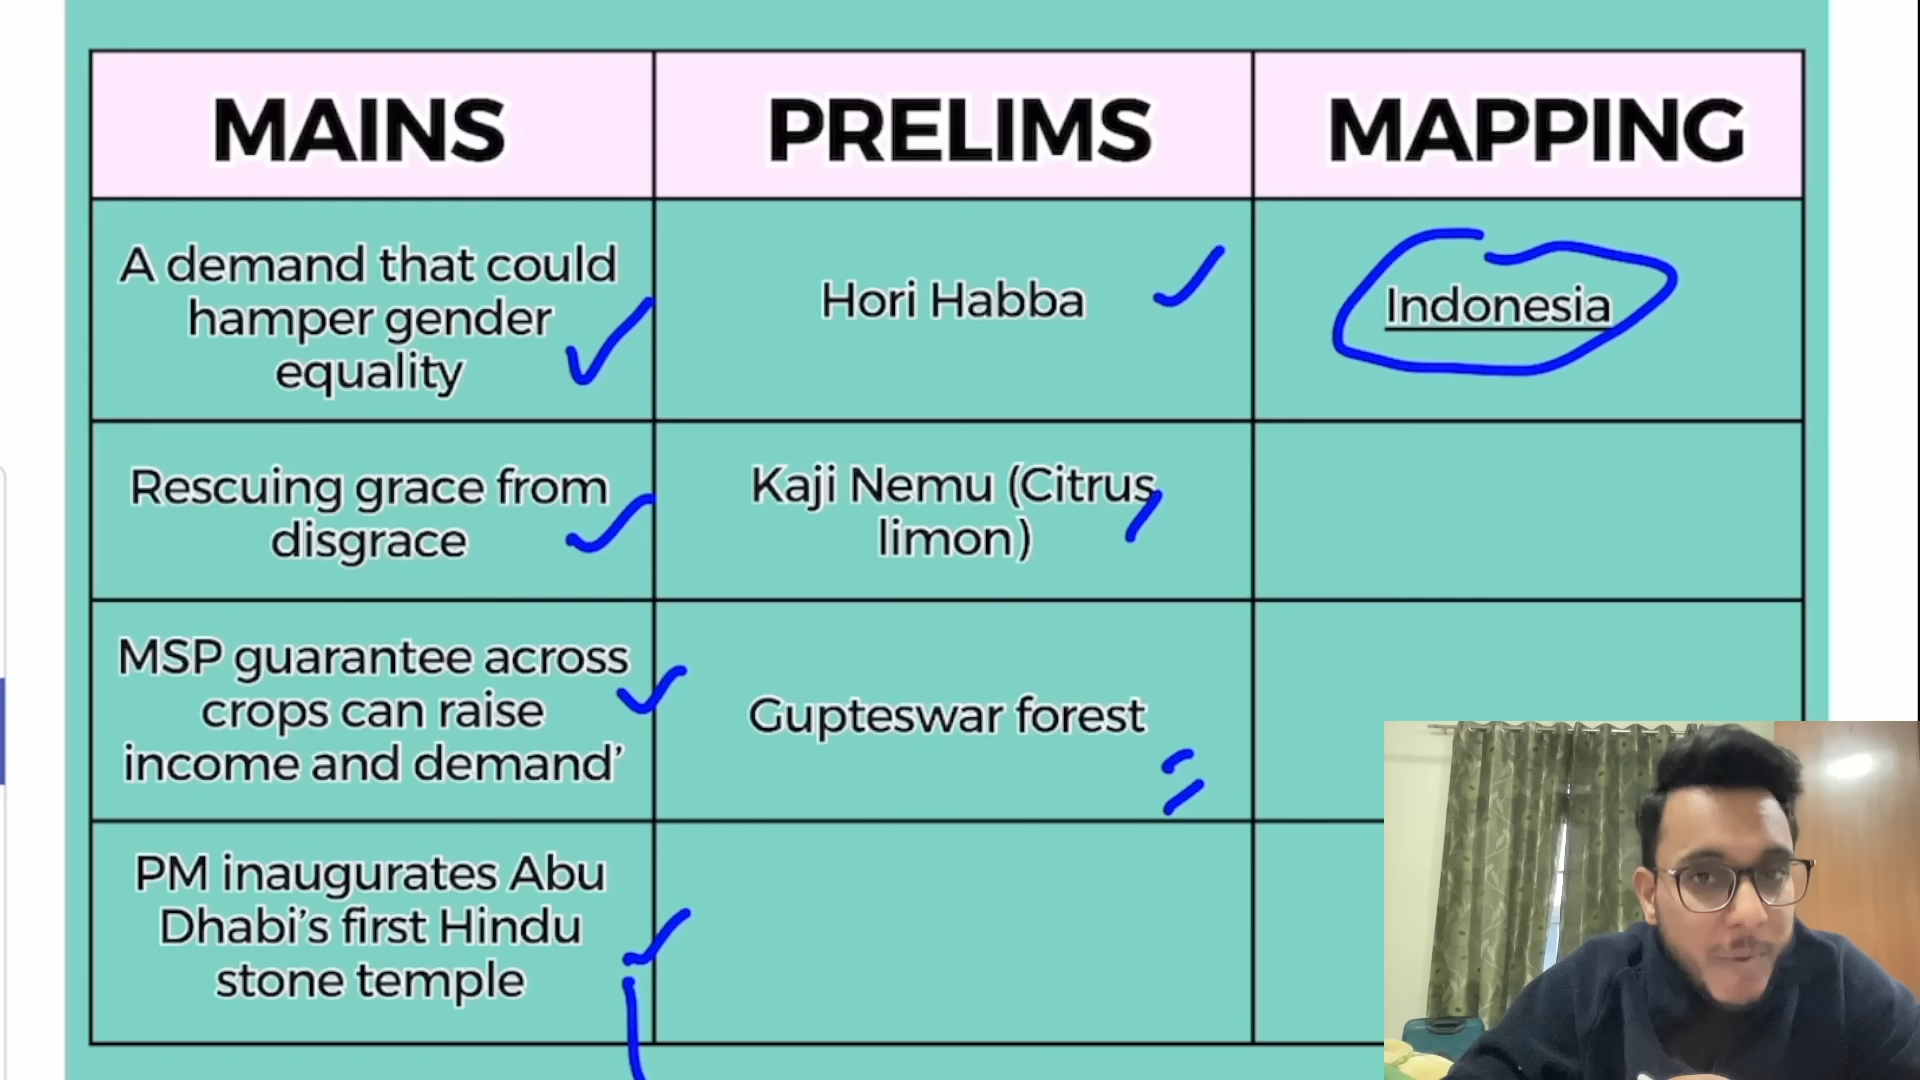 MAINS
PRELIMS
MAPPING
A demand that could
hamper gender
equality
Hori Habba
Indonesia
Rescuing grace from
disgrace
Kaji Nemu (Citrus
limon)
MSP guarantee across
crops can raise
income and demand'
Gupteswar forest
PM inaugurates Abu
Dhabi's first Hindu
stone temple